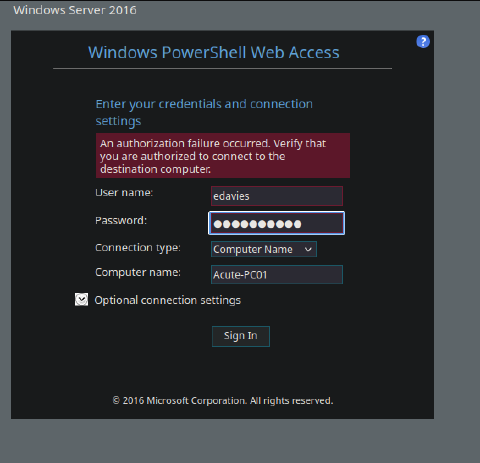 Windows Server 2016
?
Windows PowerShell Web Access
Enter your credentials and connection
settings
An authorization failure occurred. Verify that
you are authorized to connect to the
destination computer.
User name: edavies
Password: ●●●●●●●●●●
Connection type: Computer Name
Computer name: Acute-PC01
Optional connection settings
Sign In
© 2016 Microsoft Corporation. All rights reserved.